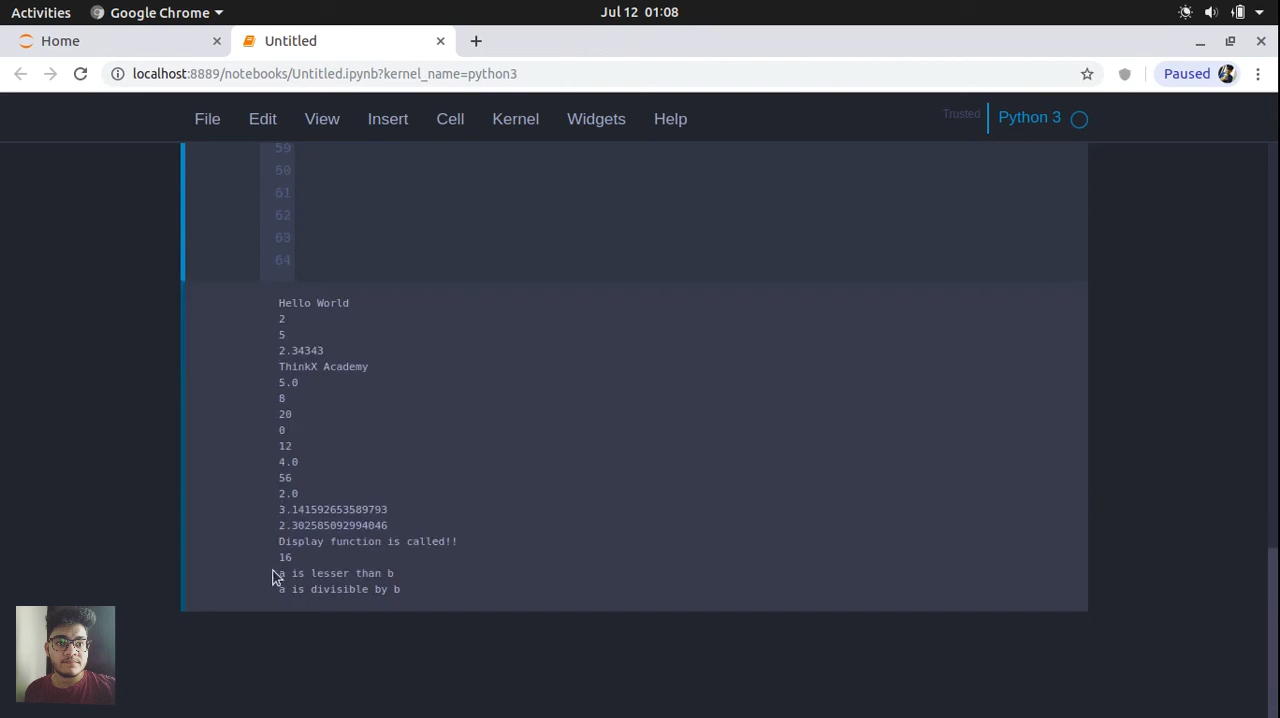 Activities Google Chrome Jul 12 01:08
Home Untitled
localhost:8889/notebooks/Untitled.ipynb?kernel_name=python3 Paused
File Edit View Insert Cell Kernel Widgets Help Trusted Python 3
59
60
61
62
63
64
Hello World
2
5
2.34343
ThinkX Academy
5.0
8
20
0
12
4.0
56
2.0
3.141592653589793
2.302585092994046
Display function is called!!
16
a is lesser than b
a is divisible by b